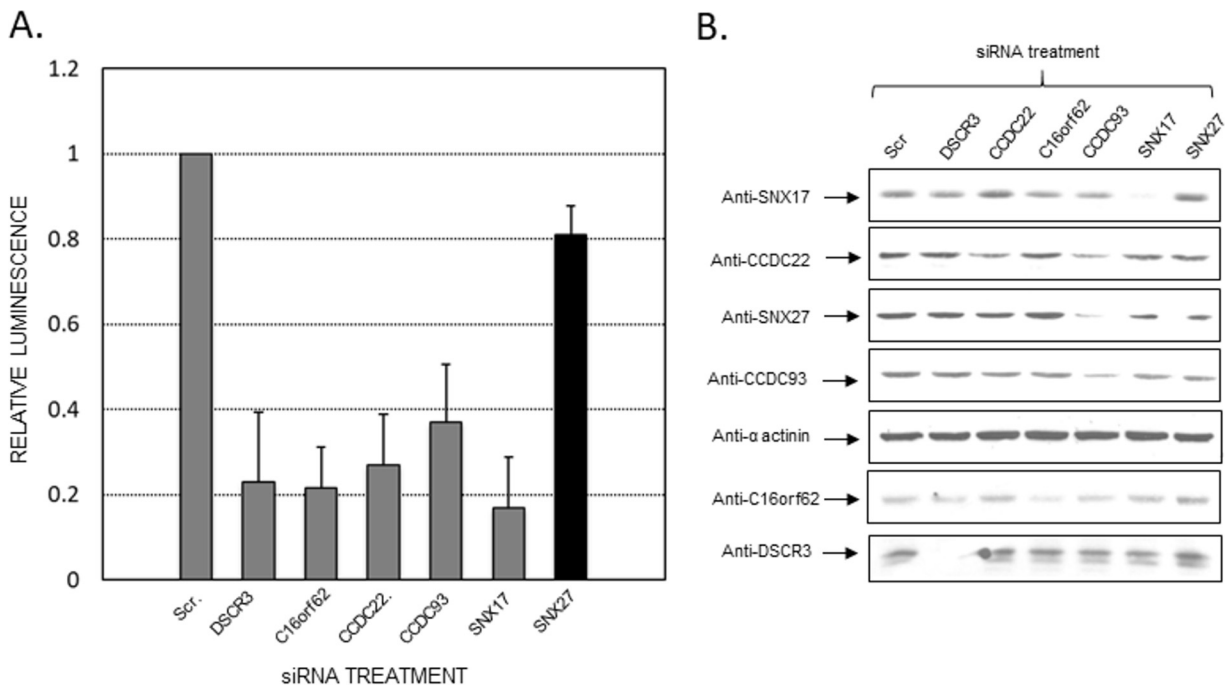 A.
RELATIVE LUMINESCENCE
1.2
1
0.8
0.6
0.4
0.2
0
Scr.
DSCR3
C16orf62
CCDC22.
CCDC93
SNX17
SNX27
siRNA TREATMENT
B.
siRNA treatment
Scr
DSCR3
CCDC22
C16orf62
CCDC93
SNX17
SNX27
Anti-SNX17
Anti-CCDC22
Anti-SNX27
Anti-CCDC93
Anti-α actinin
Anti-C16orf62
Anti-DSCR3